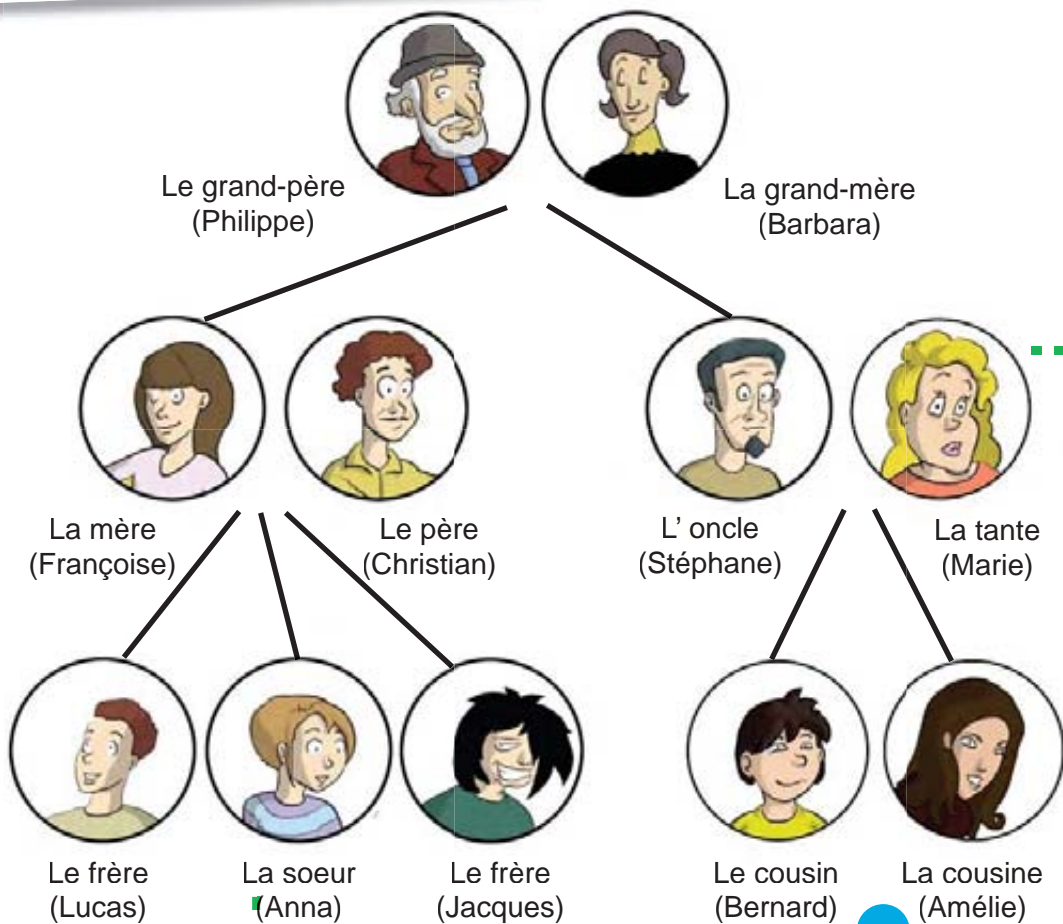 Le grand-père
(Philippe)
La grand-mère
(Barbara)
La mère
(Françoise)
Le père
(Christian)
L' oncle
(Stéphane)
La tante
(Marie)
Le frère
(Lucas)
La soeur
(Anna)
Le frère
(Jacques)
Le cousin
(Bernard)
La cousine
(Amélie)